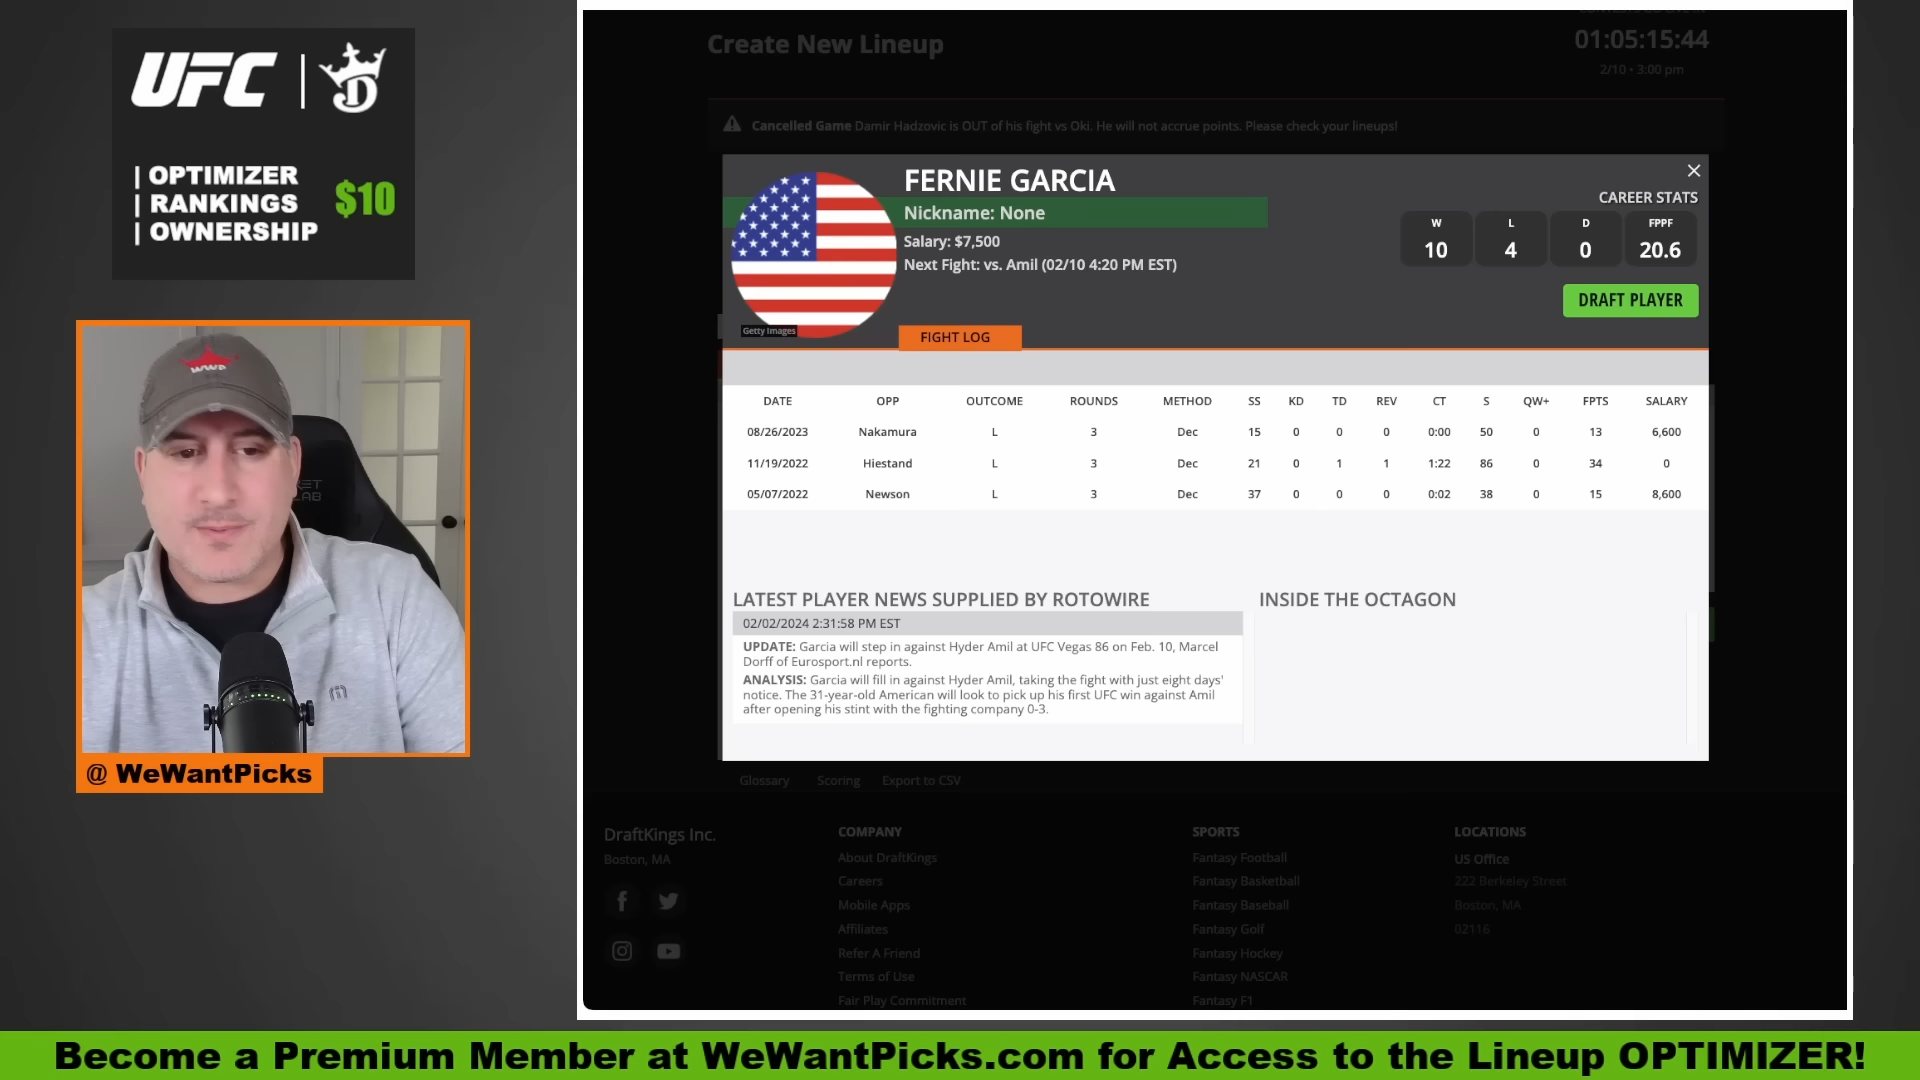 UFC
| OPTIMIZER
| RANKINGS
| OWNERSHIP
$10
WWP
@ WeWantPicks
Create New Lineup
01:05:15:44
2/10 • 3:00 pm
Cancelled Game Damir Hadzovic is OUT of his fight vs Oki. He will not accrue points. Please check your lineups!
FERNIE GARCIA
Nickname: None
Salary: $7,500
Next Fight: vs. Amil (02/10 4:20 PM EST)
Getty Images
CAREER STATS
W L D FPPF
10 4 0 20.6
DRAFT PLAYER
FIGHT LOG
DATE OPP OUTCOME ROUNDS METHOD SS KD TD REV CT S QW+ FPTS SALARY
08/26/2023 Nakamura L 3 Dec 15 0 0 0 0:00 50 0 13 6,600
11/19/2022 Hiestand L 3 Dec 21 0 1 1 1:22 86 0 34 0
05/07/2022 Newson L 3 Dec 37 0 0 0 0:02 38 0 15 8,600
LATEST PLAYER NEWS SUPPLIED BY ROTOWIRE
02/02/2024 2:31:58 PM EST
UPDATE: Garcia will step in against Hyder Amil at UFC Vegas 86 on Feb. 10, Marcel
Dorff of Eurosport.nl reports.
ANALYSIS: Garcia will fill in against Hyder Amil, taking the fight with just eight days'
notice. The 31-year-old American will look to pick up his first UFC win against Amil
after opening his stint with the fighting company 0-3.
INSIDE THE OCTAGON
Glossary Scoring Export to CSV
DraftKings Inc.
Boston, MA
COMPANY
About DraftKings
Careers
Mobile Apps
Affiliates
Refer A Friend
Terms of Use
Fair Play Commitment
SPORTS
Fantasy Football
Fantasy Basketball
Fantasy Baseball
Fantasy Golf
Fantasy Hockey
Fantasy NASCAR
Fantasy F1
LOCATIONS
US Office
222 Berkeley Street
Boston, MA
02116
Become a Premium Member at WeWantPicks.com for Access to the Lineup OPTIMIZER!